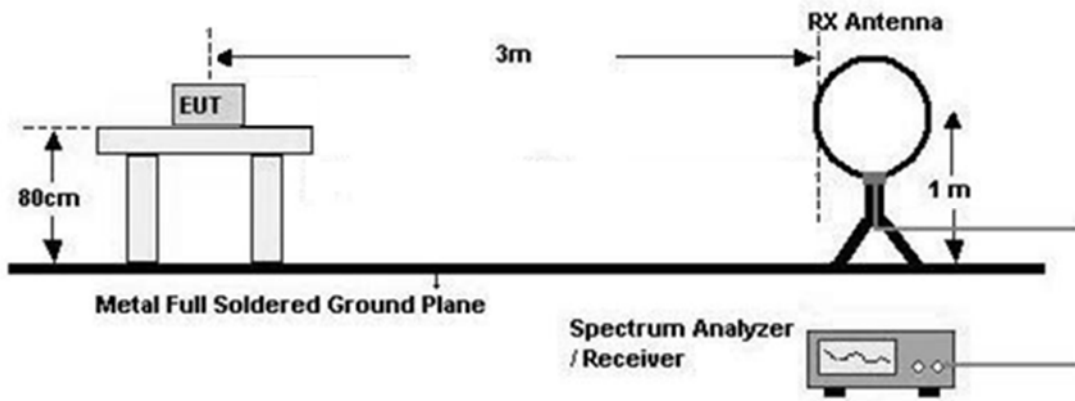 RX Antenna
3m
EUT
80cm
1 m
Metal Full Soldered Ground Plane
Spectrum Analyzer
/ Receiver